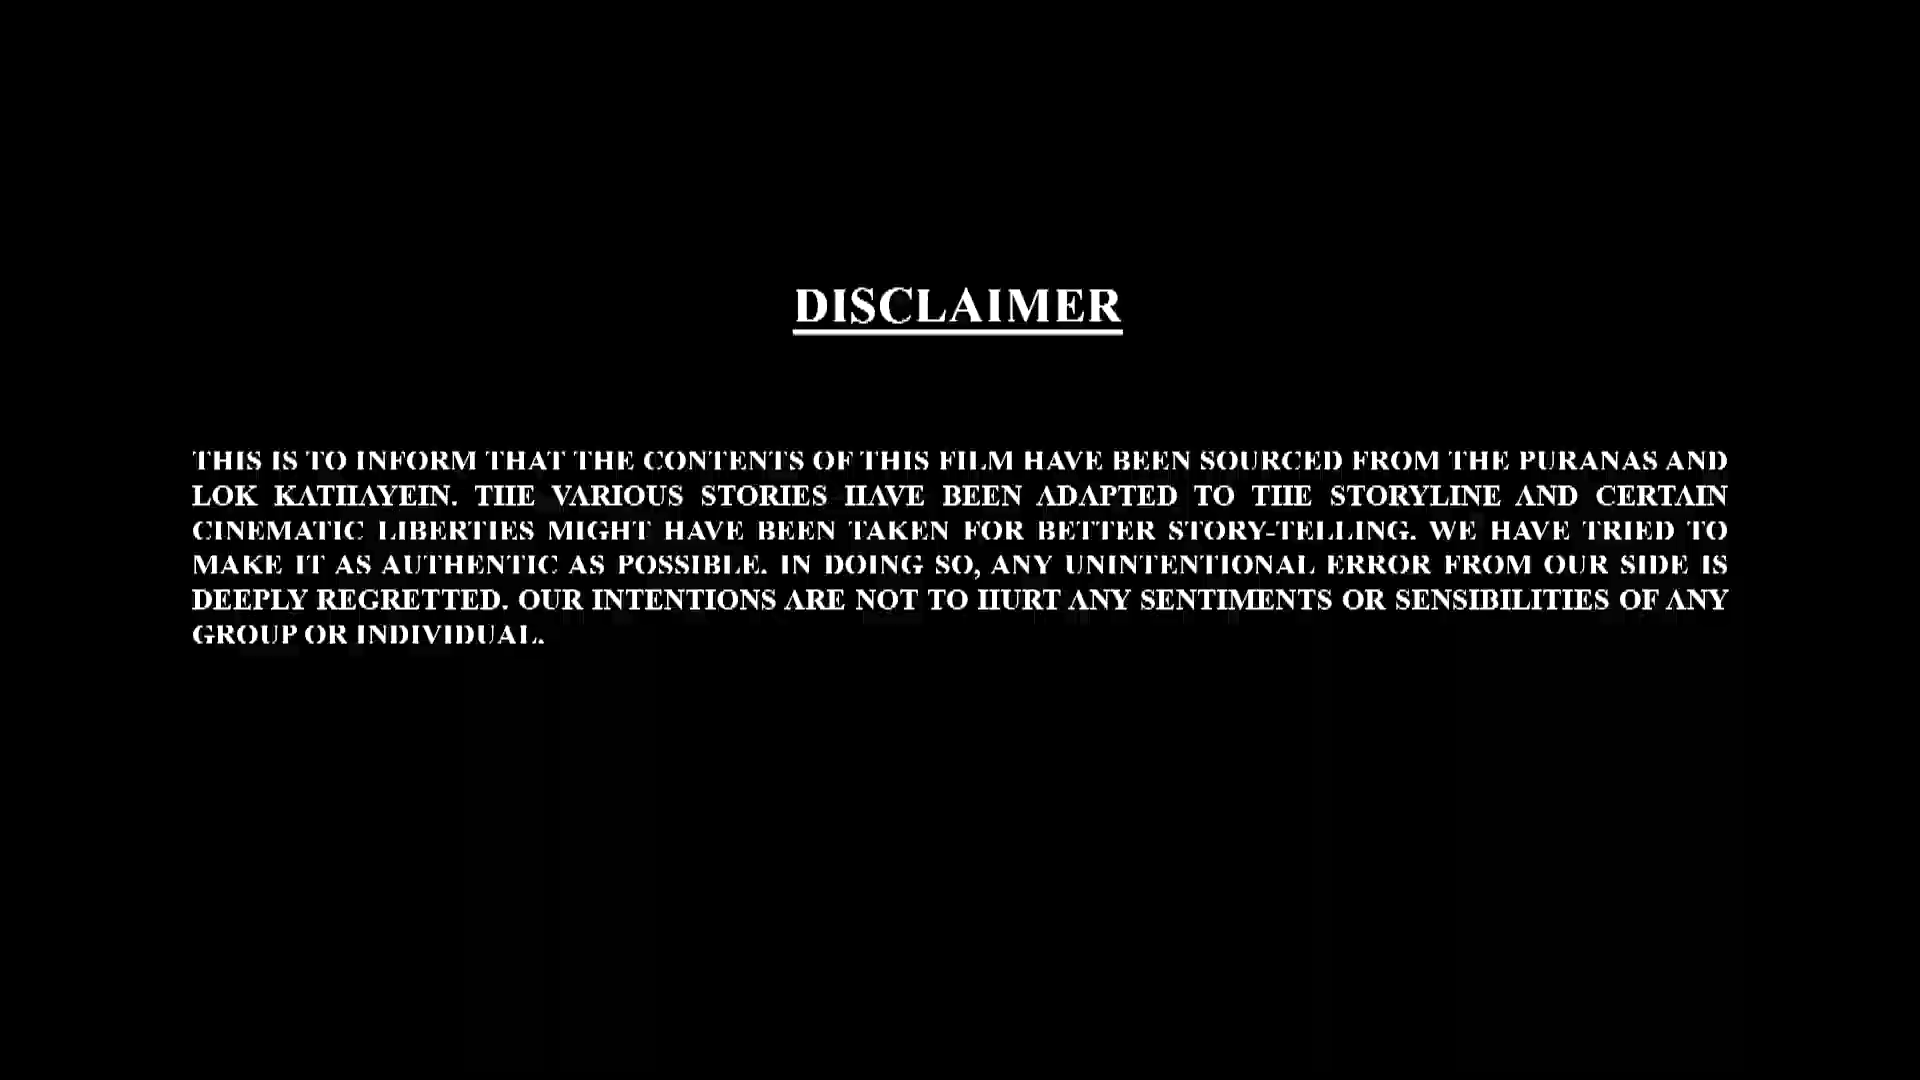 DISCLAIMER
THIS IS TO INFORM THAT THE CONTENTS OF THIS FILM HAVE BEEN SOURCED FROM THE PURANAS AND
LOK KATHAYEIN. THE VARIOUS STORIES HAVE BEEN ADAPTED TO THE STORYLINE AND CERTAIN
CINEMATIC LIBERTIES MIGHT HAVE BEEN TAKEN FOR BETTER STORY-TELLING. WE HAVE TRIED TO
MAKE IT AS AUTHENTIC AS POSSIBLE. IN DOING SO, ANY UNINTENTIONAL ERROR FROM OUR SIDE IS
DEEPLY REGRETTED. OUR INTENTIONS ARE NOT TO HURT ANY SENTIMENTS OR SENSIBILITIES OF ANY
GROUP OR INDIVIDUAL.